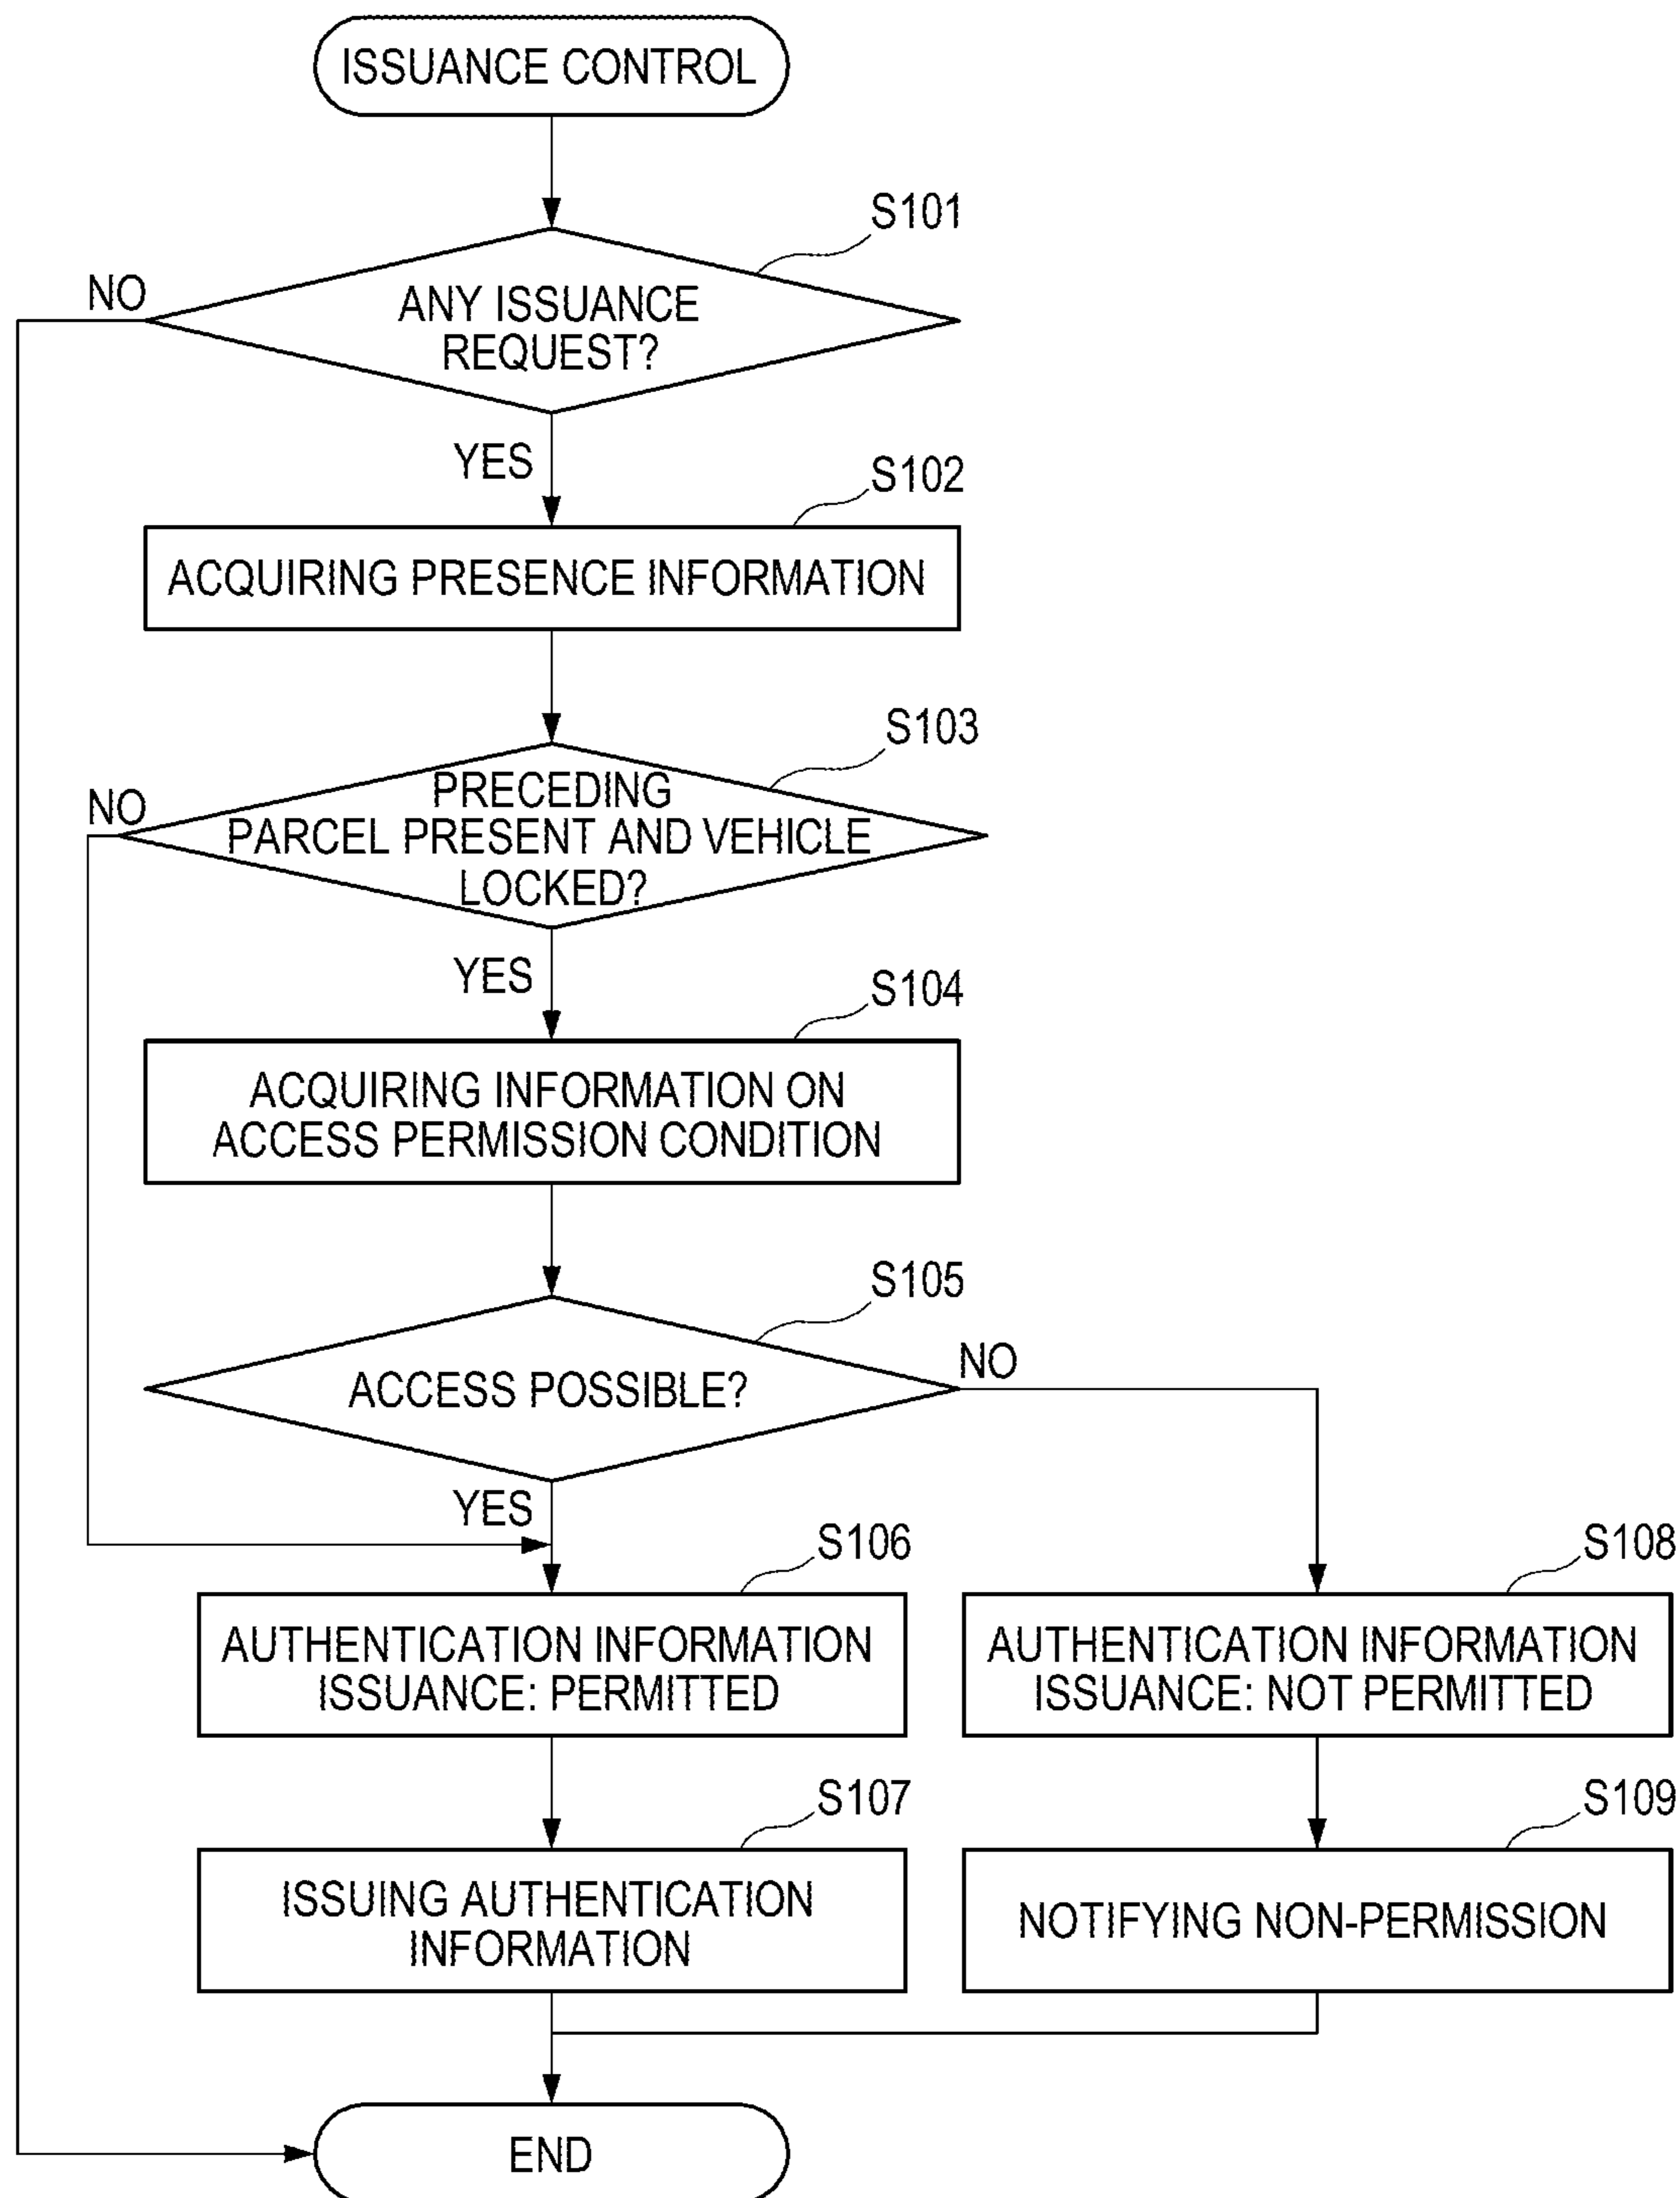 ISSUANCE CONTROL
S101
NO
ANY ISSUANCE
REQUEST?
YES
S102
ACQUIRING PRESENCE INFORMATION
S103
NO
PRECEDING
PARCEL PRESENT AND VEHICLE
LOCKED?
YES
S104
ACQUIRING INFORMATION ON
ACCESS PERMISSION CONDITION
S105
NO
ACCESS POSSIBLE?
YES
S106
AUTHENTICATION INFORMATION
ISSUANCE: PERMITTED
S108
AUTHENTICATION INFORMATION
ISSUANCE: NOT PERMITTED
S107
ISSUING AUTHENTICATION
INFORMATION
S109
NOTIFYING NON-PERMISSION
END